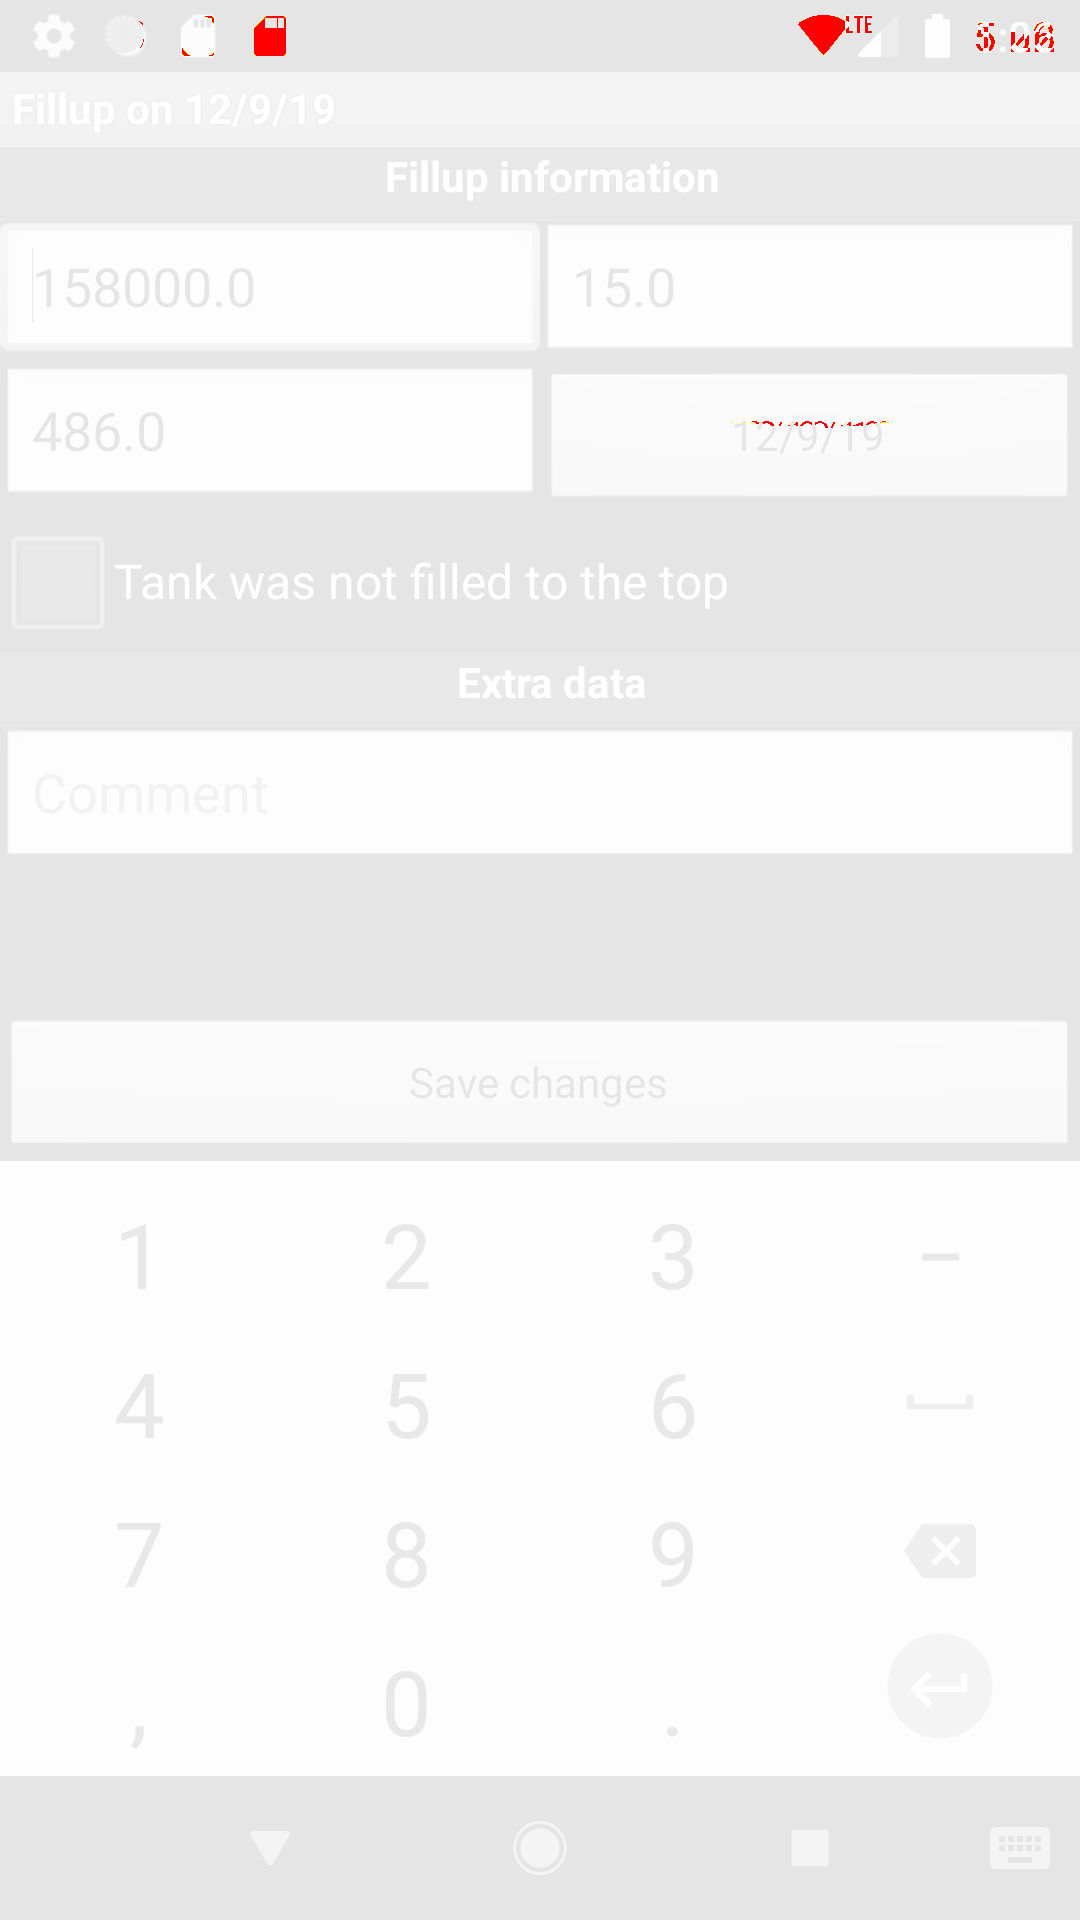 LTE
Fillup on 12/9/19
Fillup information
158000.0 15.0
486.0 12/9/19
Tank was not filled to the top
Extra data
Comment
Save changes
1 2 3 –
4 5 6
7 8 9
, 0 .